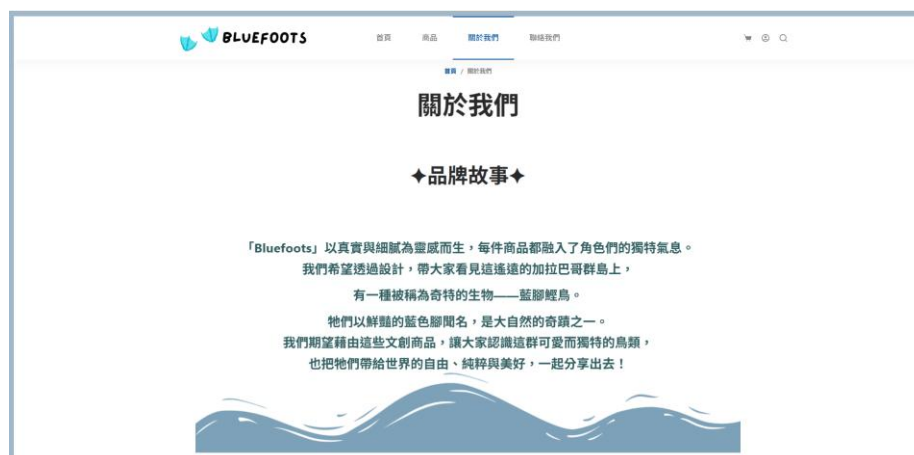 BLUEFOOTS
首頁 商品 關於我們 聯絡我們
首頁 / 關於我們
關於我們
✦品牌故事✦
「Bluefoots」以真實與細膩為靈感而生，每件商品都融入了角色們的獨特氣息。
我們希望透過設計，帶大家看見這遙遠的加拉巴哥群島上，
有一種被稱為奇特的生物——藍腳鰹鳥。
牠們以鮮豔的藍色腳聞名，是大自然的奇蹟之一。
我們期望藉由這些文創商品，讓大家認識這群可愛而獨特的鳥類，
也把牠們帶給世界的自由、純粹與美好，一起分享出去！